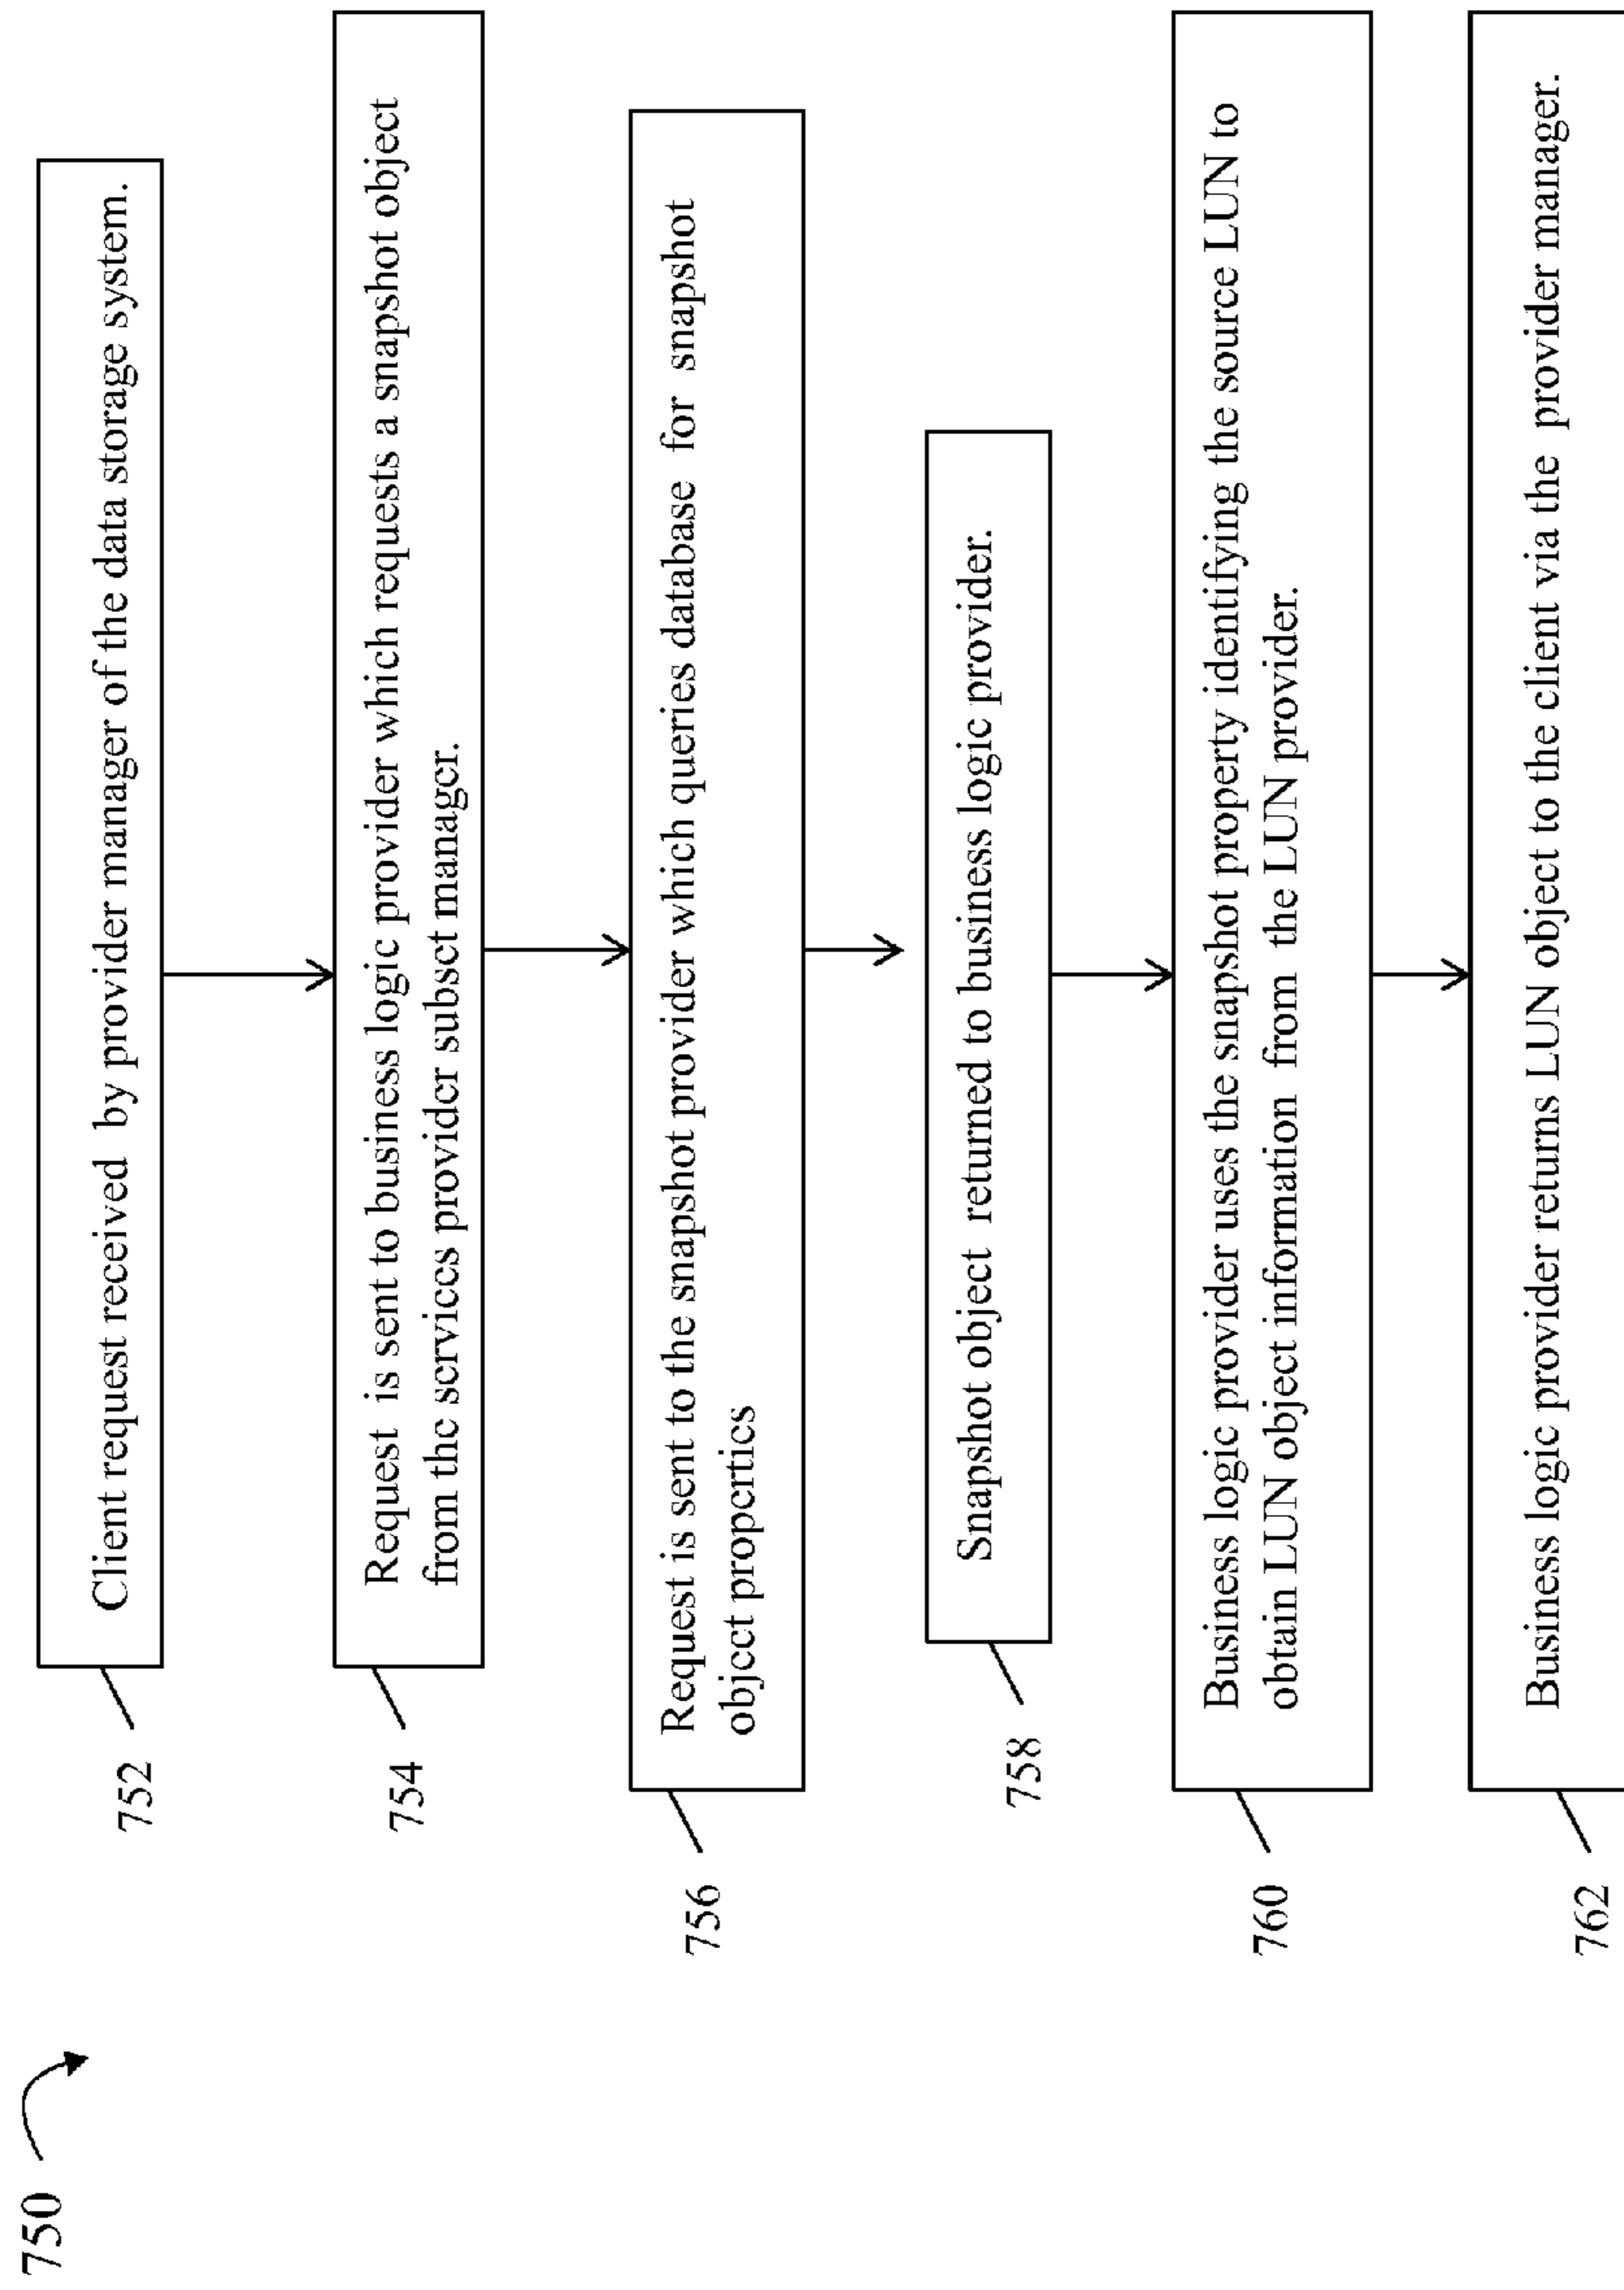 750
752
Client request received by provider manager of the data storage system.
754
Request is sent to business logic provider which requests a snapshot object
from the services provider subset manager.
756
Request is sent to the snapshot provider which queries database for snapshot
object properties
758
Snapshot object returned to business logic provider.
760
Business logic provider uses the snapshot property identifying the source LUN to
obtain LUN object information from the LUN provider.
762
Business logic provider returns LUN object to the client via the provider manager.